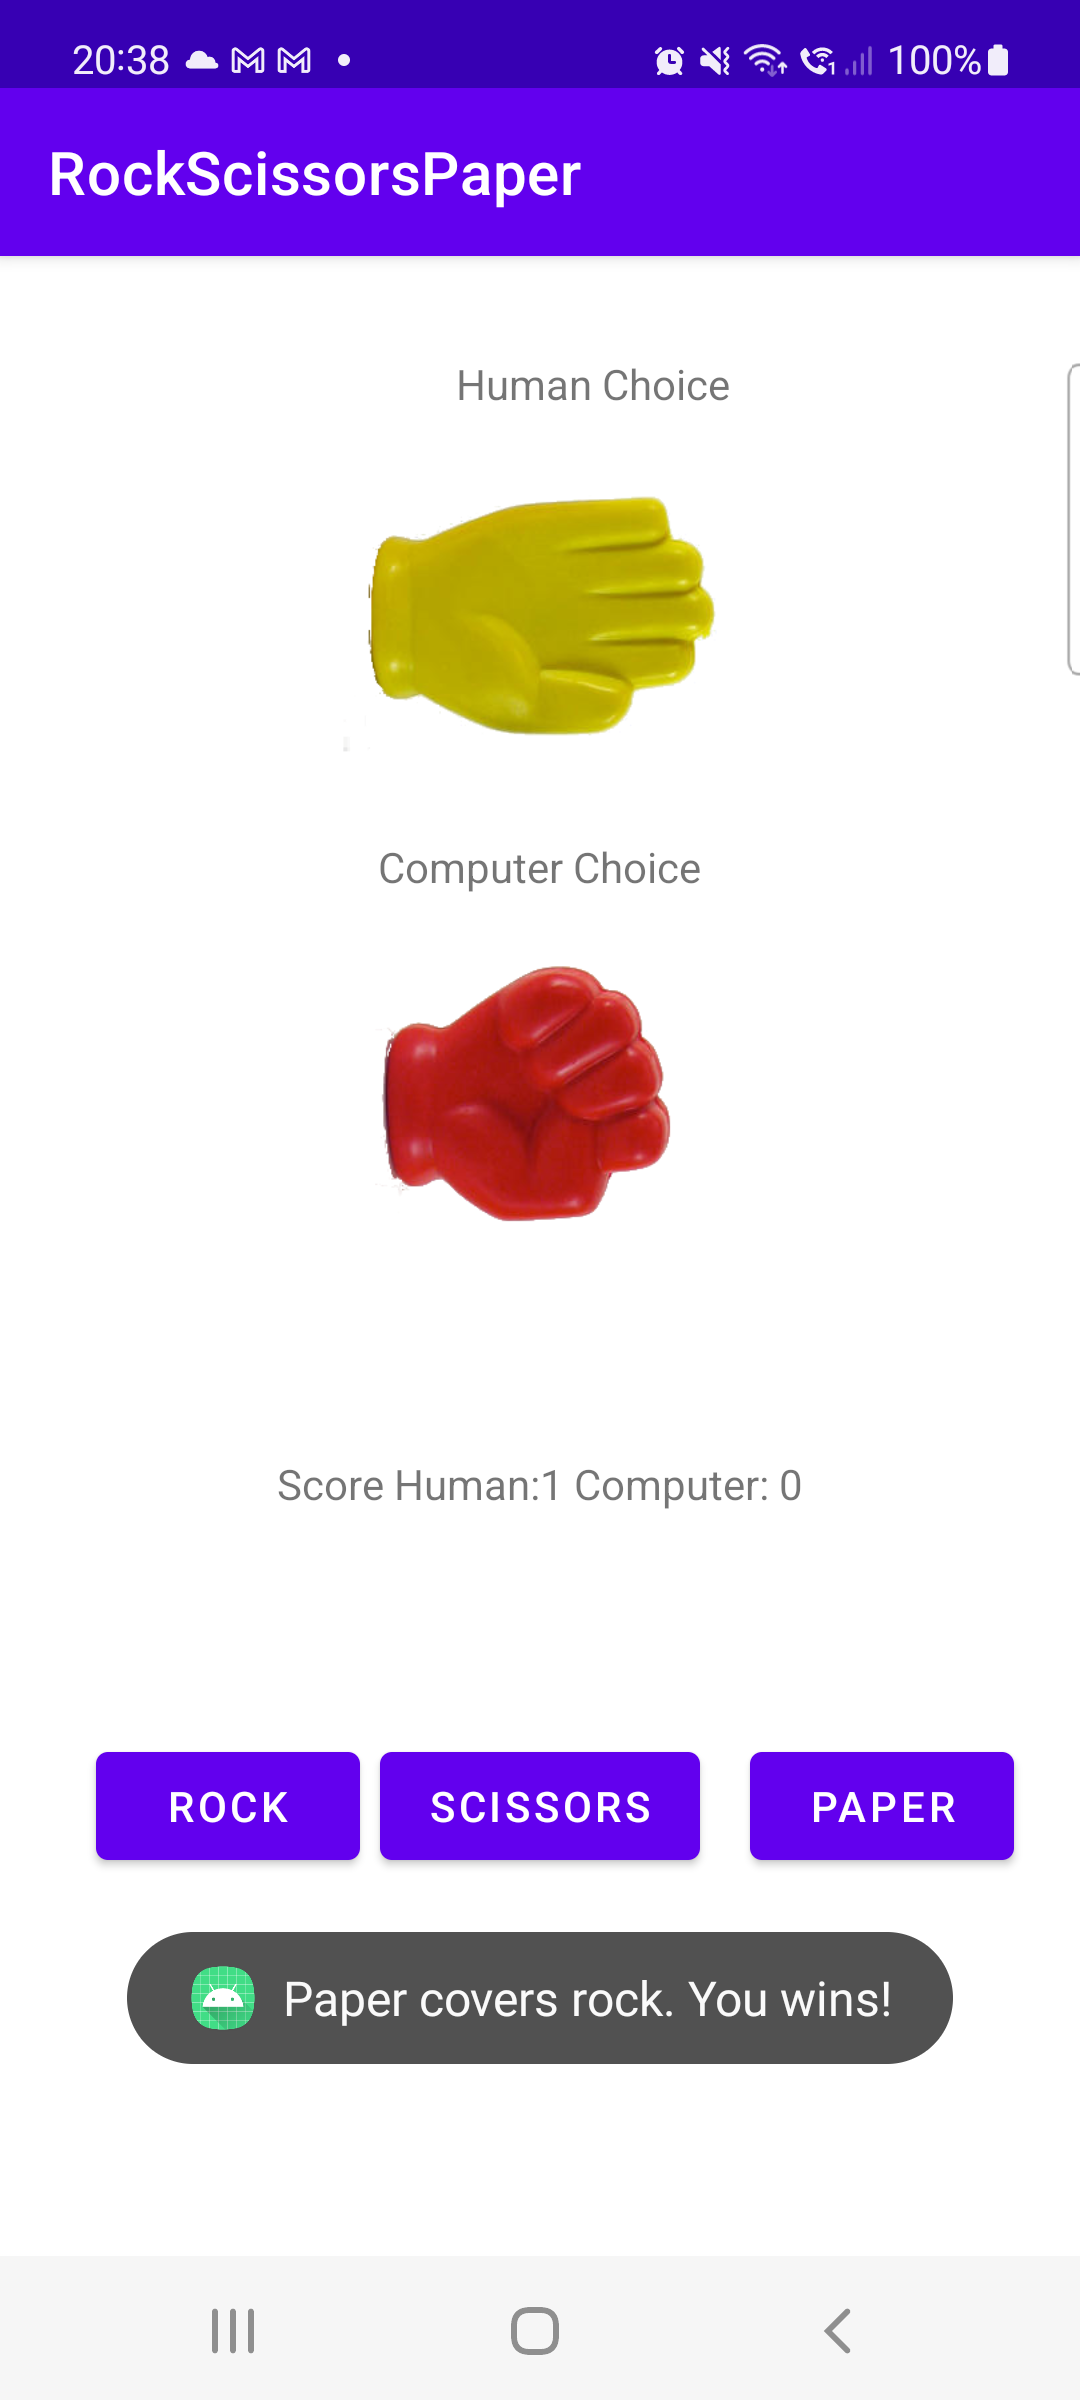 20:38 100%
RockScissorsPaper
Human Choice
Computer Choice
Score Human:1 Computer: 0
ROCK SCISSORS PAPER
Paper covers rock. You wins!